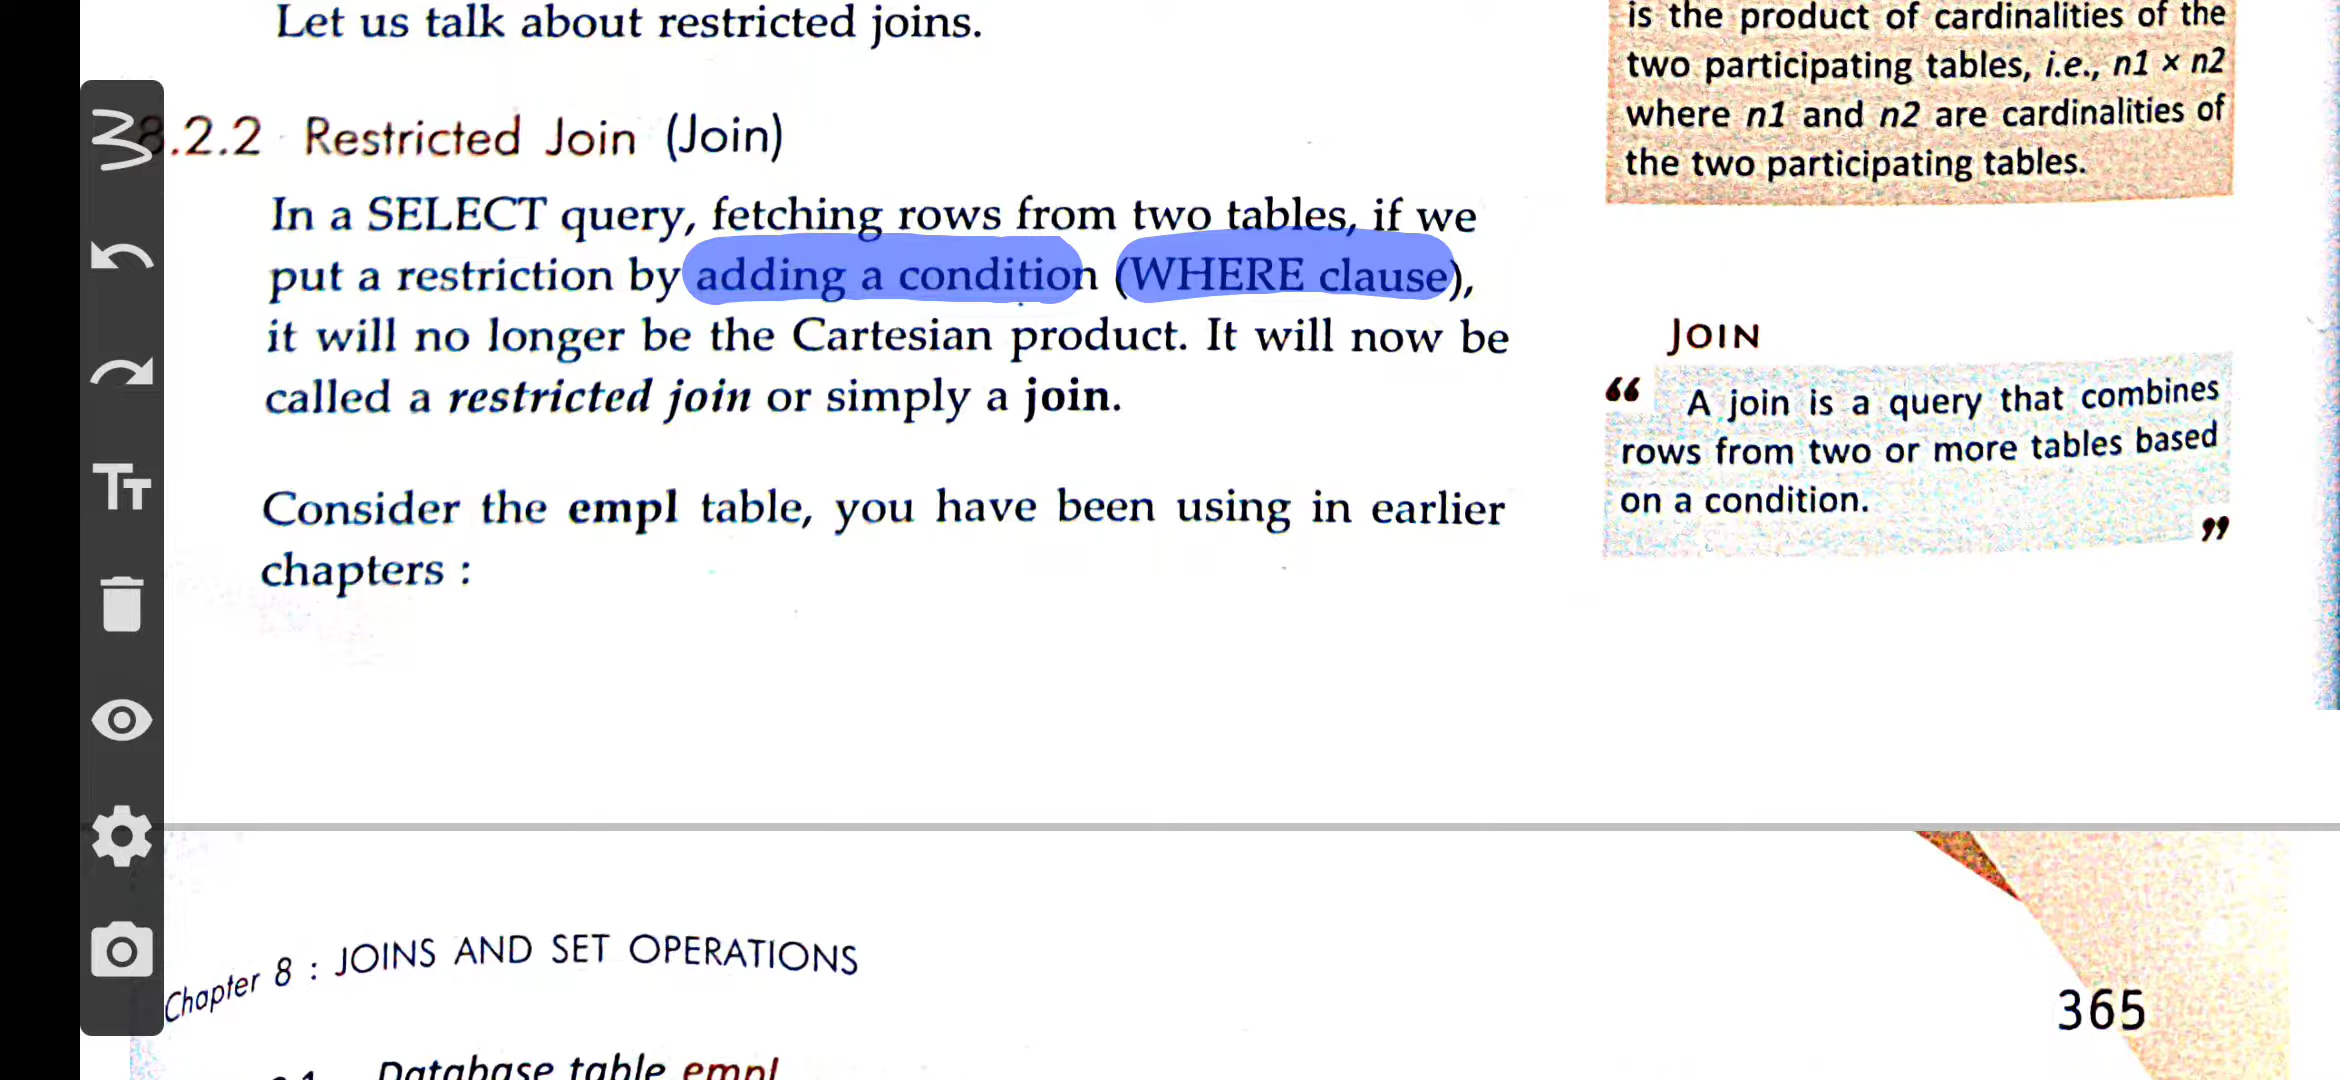 Let us talk about restricted joins.
8.2.2 Restricted Join (Join)
In a SELECT query, fetching rows from two tables, if we
put a restriction by adding a condition (WHERE clause),
it will no longer be the Cartesian product. It will now be
called a restricted join or simply a join.
Consider the empl table, you have been using in earlier
chapters :
is the product of cardinalities of the
two participating tables, i.e., n1 × n2
where n1 and n2 are cardinalities of
the two participating tables.
JOIN
“ A join is a query that combines
rows from two or more tables based
on a condition. ”
Chapter 8 : JOINS AND SET OPERATIONS
365
Database table empl